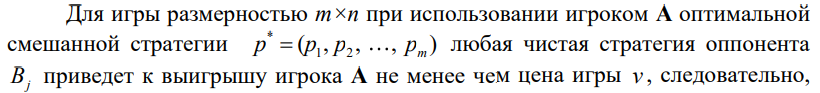 Для игры размерностью m×n при использовании игроком А оптимальной
смешанной стратегии p* = (p₁, p₂, …, pₘ) любая чистая стратегия оппонента
B̄ⱼ приведет к выигрышу игрока А не менее чем цена игры v, следовательно,